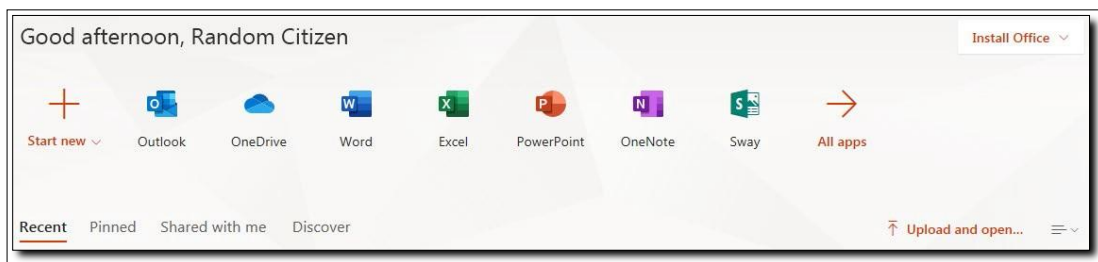 Good afternoon, Random Citizen
Install Office
Start new
Outlook
OneDrive
Word
Excel
PowerPoint
OneNote
Sway
All apps
Recent
Pinned
Shared with me
Discover
Upload and open...